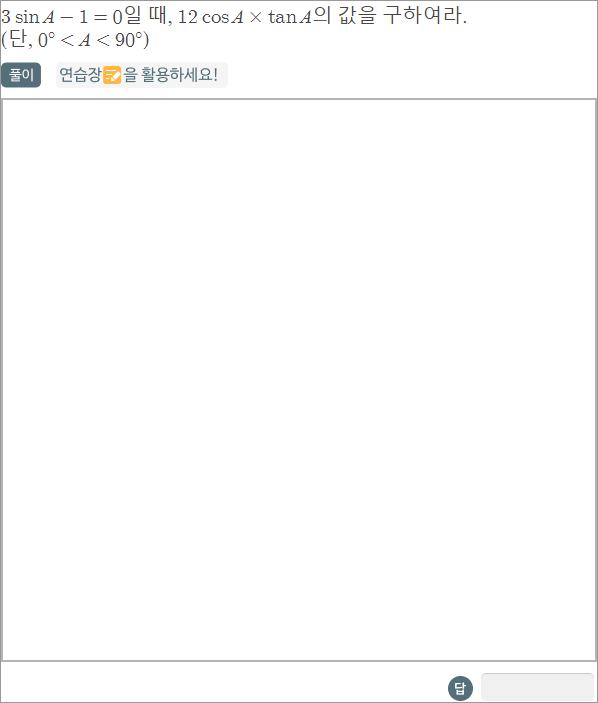 3 sin A − 1 = 0일 때, 12 cos A × tan A의 값을 구하여라.
(단, 0° < A < 90°)
풀이 연습장을 활용하세요!
답